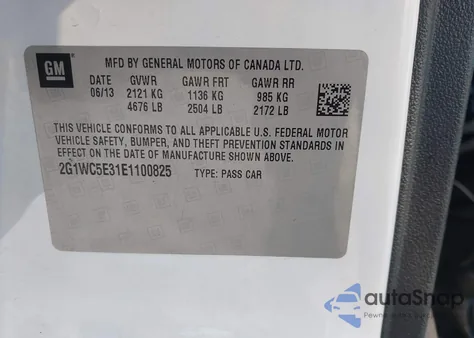 GM
MFD BY GENERAL MOTORS OF CANADA LTD.
DATE GVWR GAWR FRT GAWR RR
06/13 2121 KG 1136 KG 985 KG
4676 LB 2504 LB 2172 LB
THIS VEHICLE CONFORMS TO ALL APPLICABLE U.S. FEDERAL MOTOR
VEHICLE SAFETY, BUMPER, AND THEFT PREVENTION STANDARDS IN
EFFECT ON THE DATE OF MANUFACTURE SHOWN ABOVE.
2G1WC5E31E1100825 TYPE: PASS CAR
autoSnap